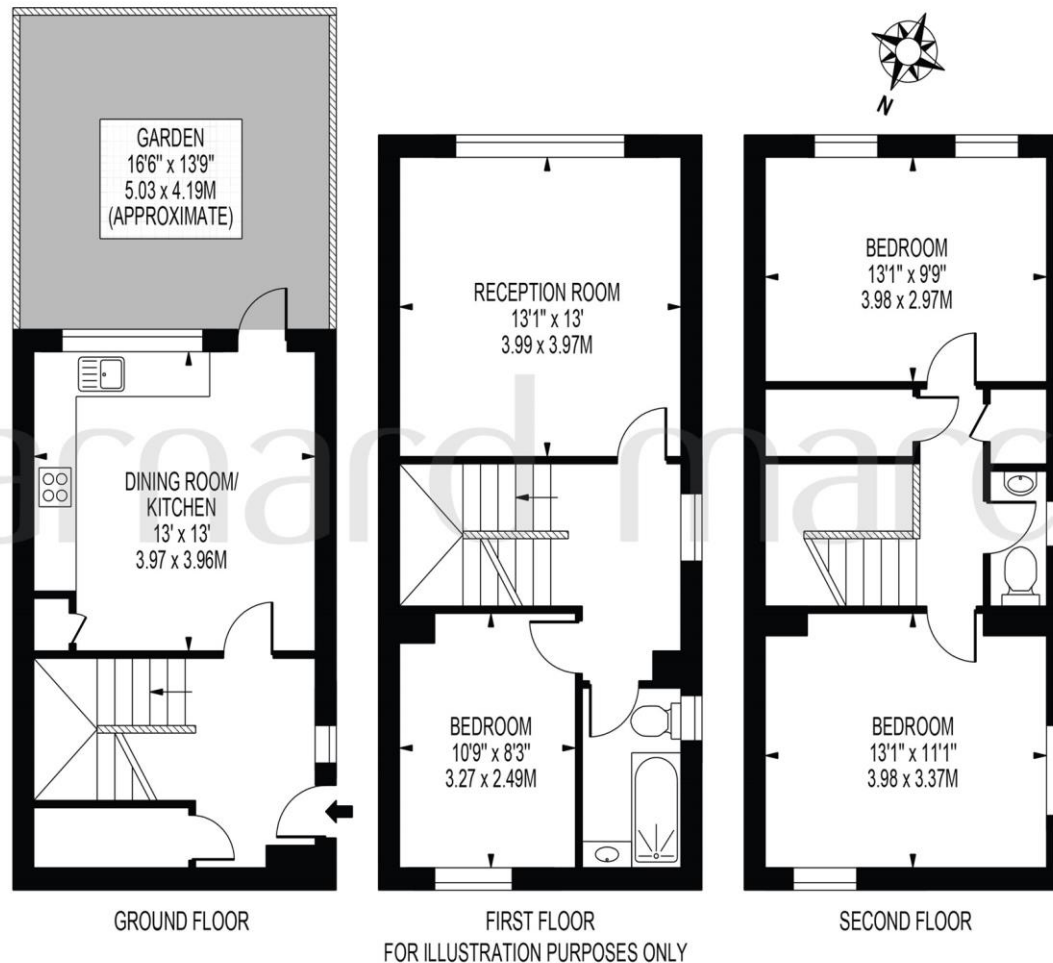 GARDEN
16'6" x 13'9"
5.03 x 4.19M
(APPROXIMATE)
DINING ROOM/
KITCHEN
13' x 13'
3.97 x 3.96M
GROUND FLOOR
RECEPTION ROOM
13'1" x 13'
3.99 x 3.97M
BEDROOM
10'9" x 8'3"
3.27 x 2.49M
FIRST FLOOR
N
BEDROOM
13'1" x 9'9"
3.98 x 2.97M
BEDROOM
13'1" x 11'1"
3.98 x 3.37M
SECOND FLOOR
FOR ILLUSTRATION PURPOSES ONLY
arnard marc